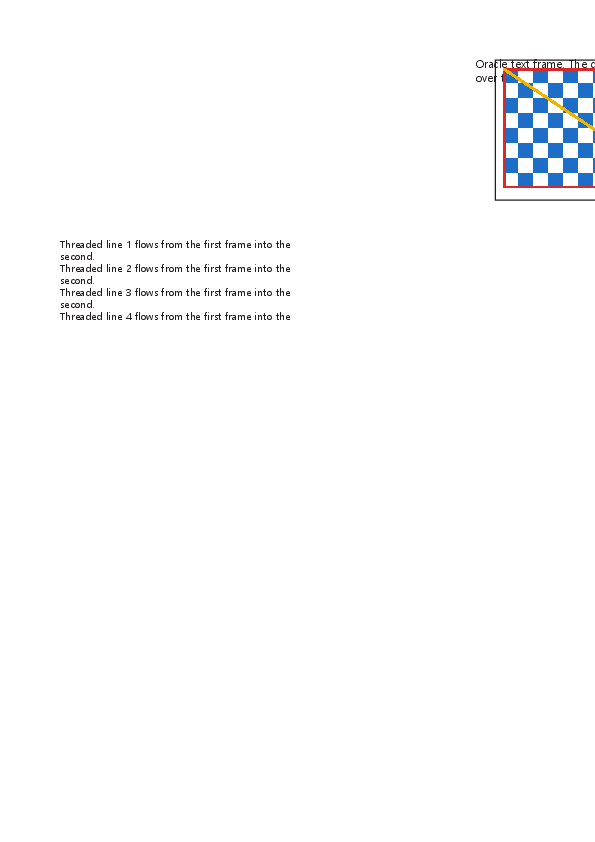 Oracle text frame. The
over
Threaded line 1 flows from the first frame into the
second.
Threaded line 2 flows from the first frame into the
second.
Threaded line 3 flows from the first frame into the
second.
Threaded line 4 flows from the first frame into the